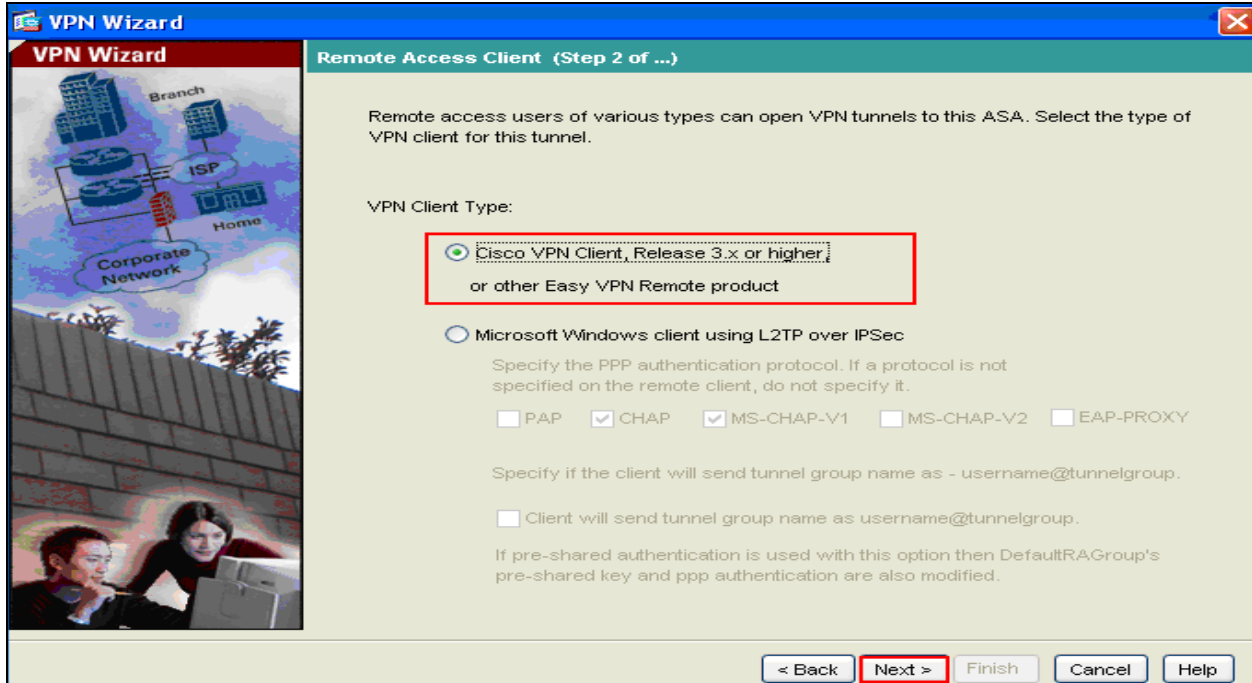 VPN Wizard
VPN Wizard
Branch
ISP
Home
Corporate
Network
Remote Access Client (Step 2 of ...)
Remote access users of various types can open VPN tunnels to this ASA. Select the type of
VPN client for this tunnel.
VPN Client Type:
Cisco VPN Client, Release 3.x or higher,
or other Easy VPN Remote product
Microsoft Windows client using L2TP over IPSec
Specify the PPP authentication protocol. If a protocol is not
specified on the remote client, do not specify it.
PAP CHAP MS-CHAP-V1 MS-CHAP-V2 EAP-PROXY
Specify if the client will send tunnel group name as - username@tunnelgroup.
Client will send tunnel group name as username@tunnelgroup.
If pre-shared authentication is used with this option then DefaultRAGroup's
pre-shared key and ppp authentication are also modified.
< Back Next > Finish Cancel Help